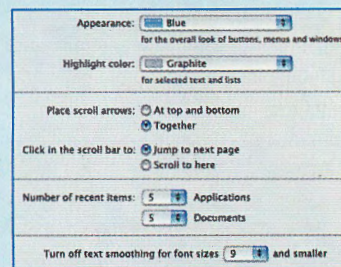 Appearance: Blue
for the overall look of buttons, menus and windows
Highlight color: Graphite
for selected text and lists
Place scroll arrows: At top and bottom
Together
Click in the scroll bar to: Jump to next page
Scroll to here
Number of recent items: 5 Applications
5 Documents
Turn off text smoothing for font sizes 9 and smaller